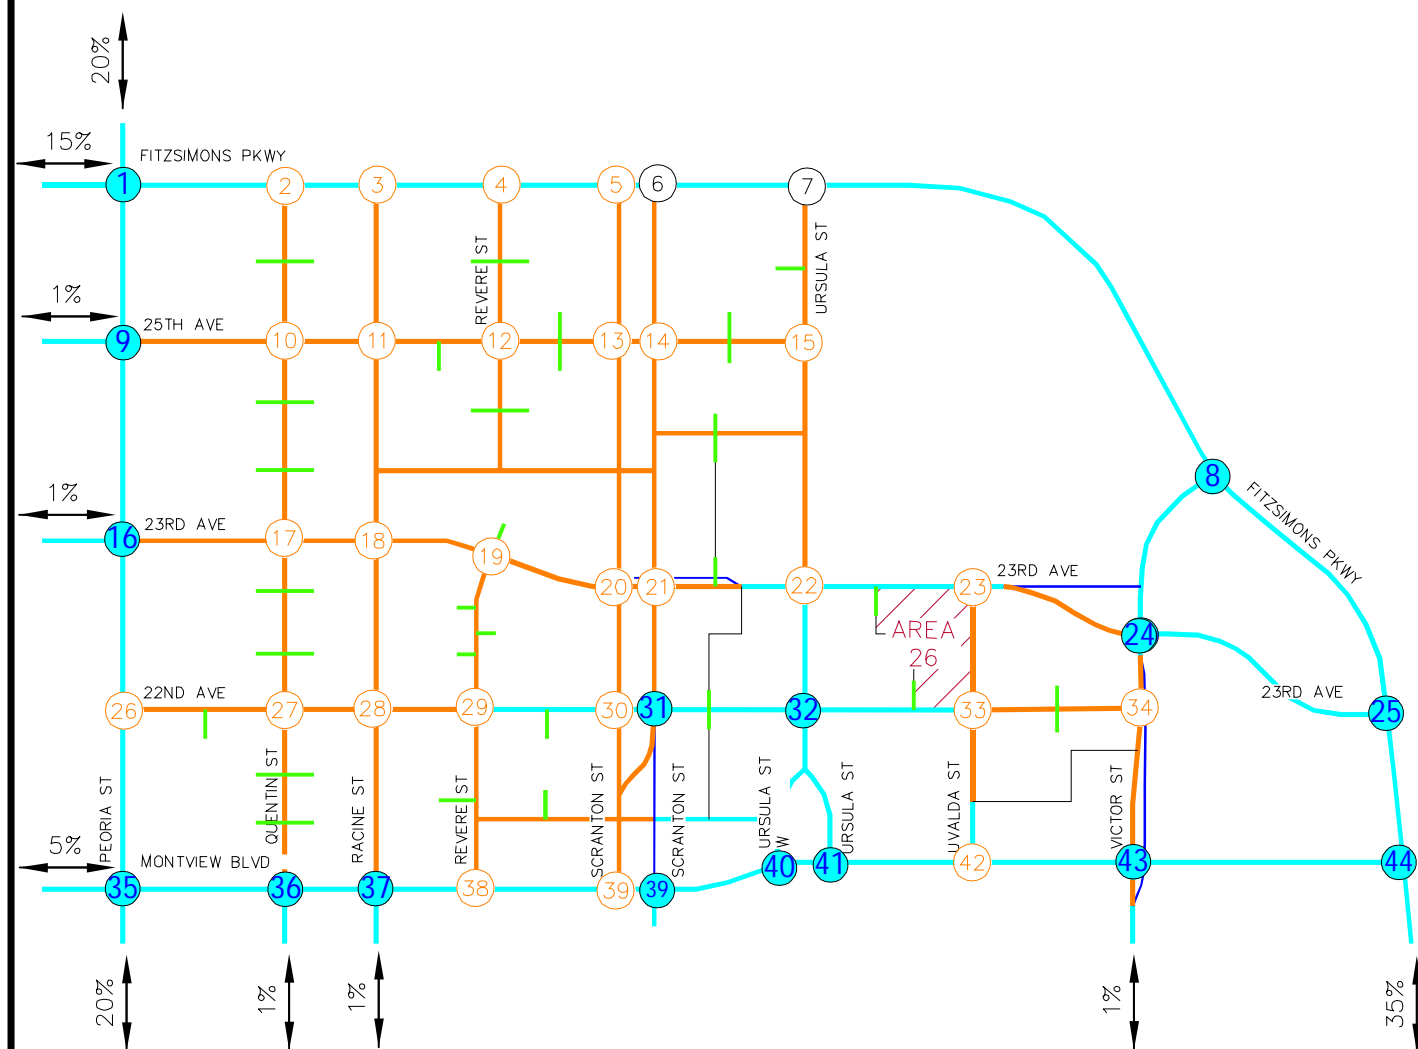 20%
15%
FITZSIMONS PKWY
1
2
3
4
5
6
7
REVERE ST
URSULA ST
1%
25TH AVE
9
10
11
12
13
14
15
8
FITZSIMONS PKWY
1%
23RD AVE
16
17
18
19
20
21
22
23
23RD AVE
AREA
26
24
23RD AVE
25
22ND AVE
26
27
28
29
30
31
32
33
34
PEORIA ST
QUENTIN ST
RACINE ST
REVERE ST
SCRANTON ST
SCRANTON ST
URSULA ST
W
URSULA ST
UVALDA ST
VICTOR ST
5%
MONTVIEW BLVD
35
36
37
38
39
39
40
41
42
43
44
20%
1%
1%
1%
35%